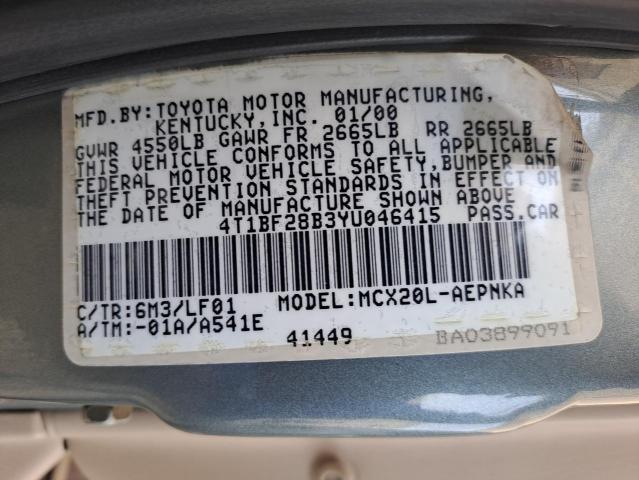 MFD.BY:TOYOTA MOTOR MANUFACTURING,
KENTUCKY,INC. 01/00
GVWR 4550LB GAWR FR 2665LB RR 2665LB
THIS VEHICLE CONFORMS TO ALL APPLICABLE
FEDERAL MOTOR VEHICLE SAFETY,BUMPER AND
THEFT PREVENTION STANDARDS IN EFFECT ON
THE DATE OF MANUFACTURE SHOWN ABOVE
4T1BF28B3YU046415 PASS.CAR
C/TR:6M3/LF01 MODEL:MCX20L-AEPNKA
A/TM:-01A/A541E
41449 BA03899091